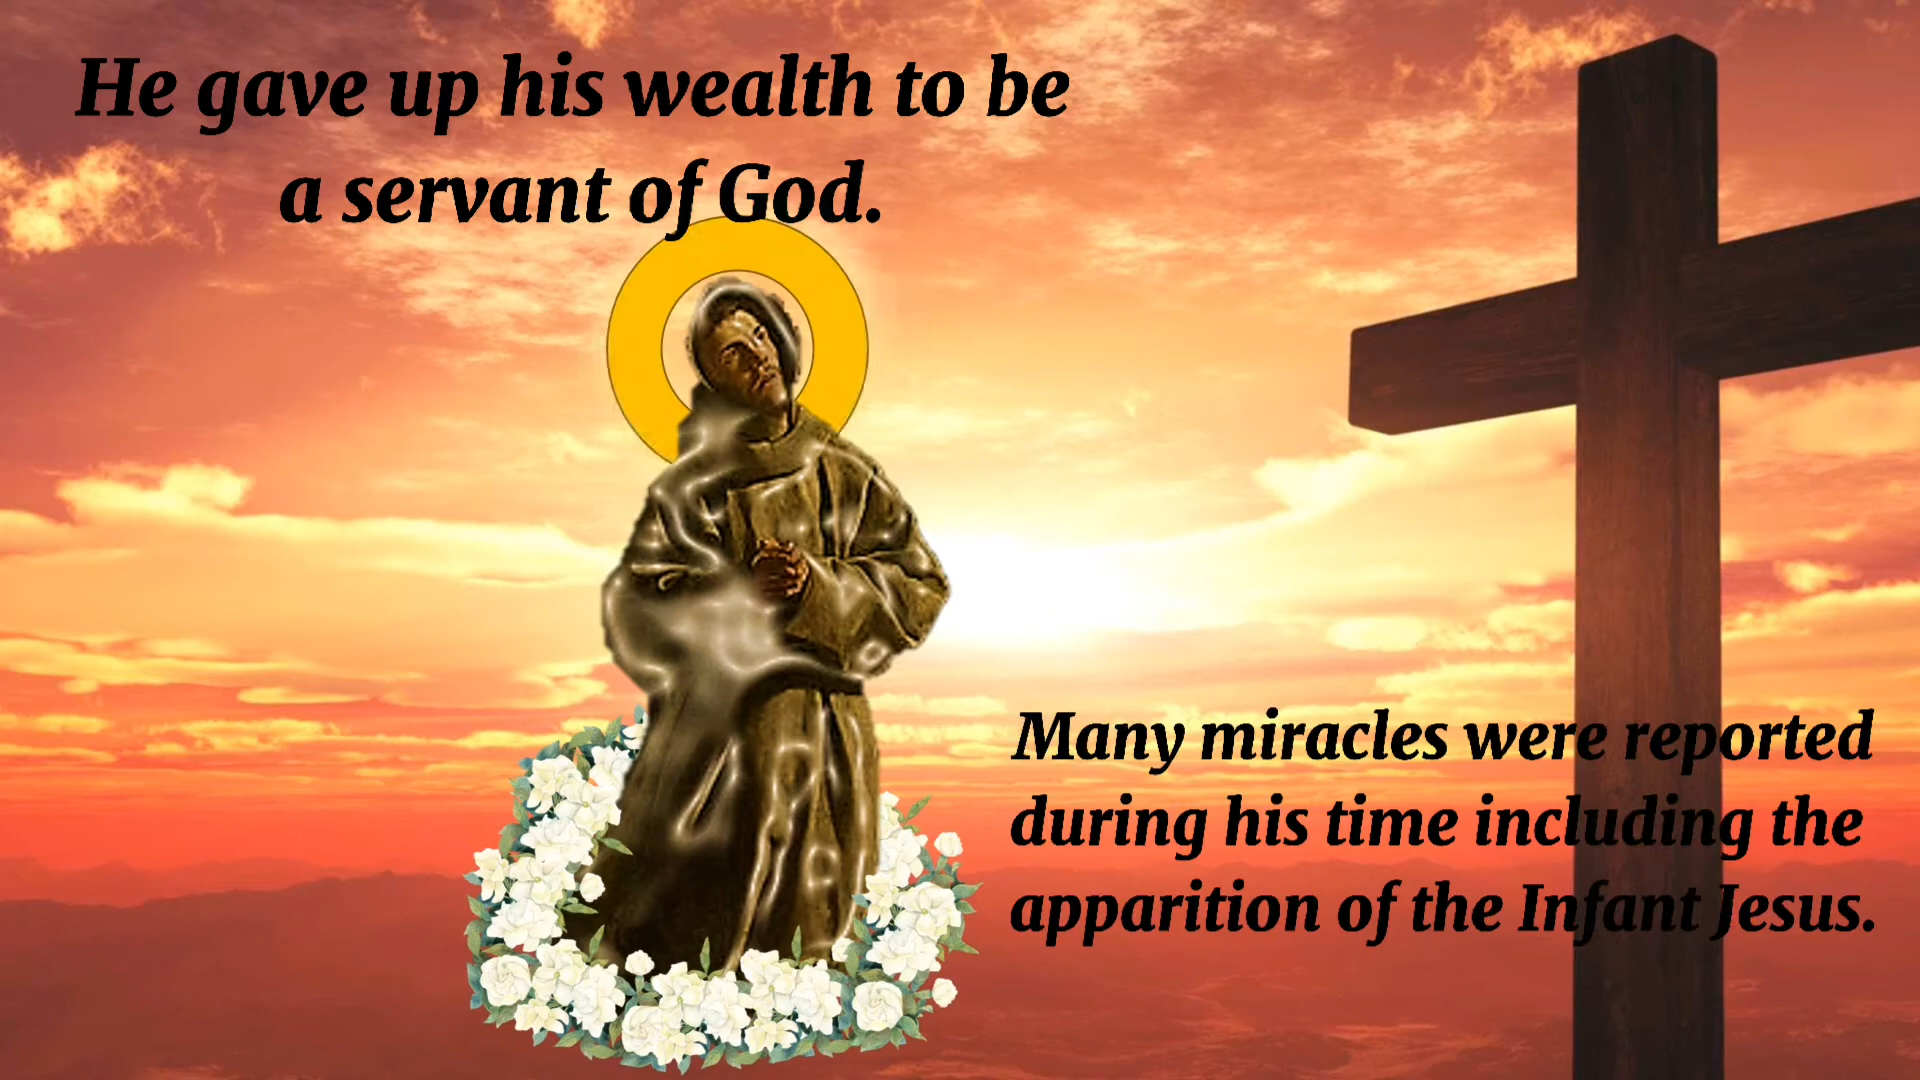 He gave up his wealth to be
a servant of God.
Many miracles were reported
during his time including the
apparition of the Infant Jesus.